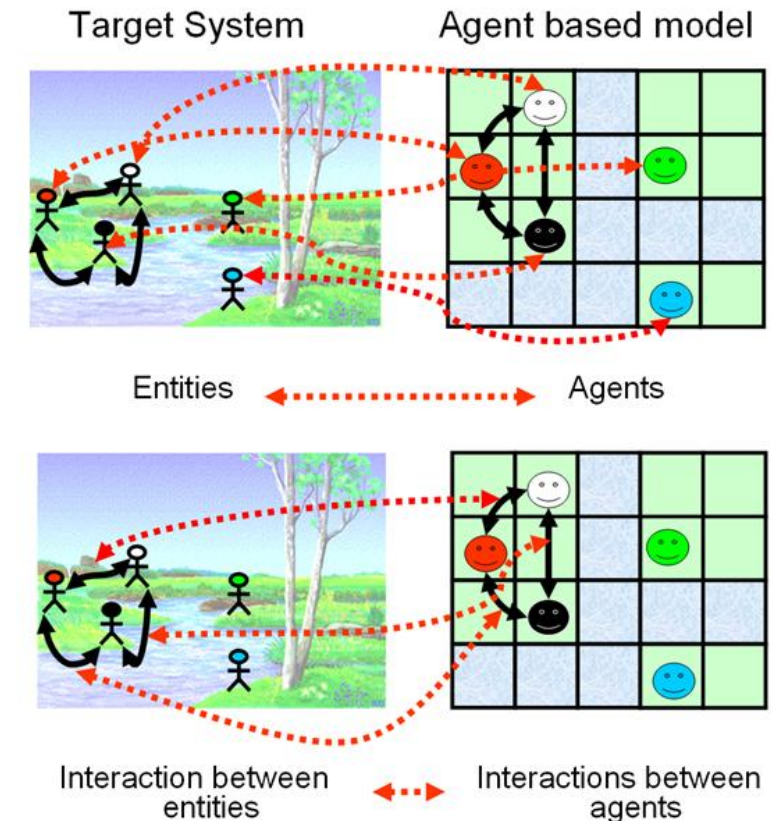 Target System
Agent based model
Entities
Agents
Interaction between
entities
Interactions between
agents